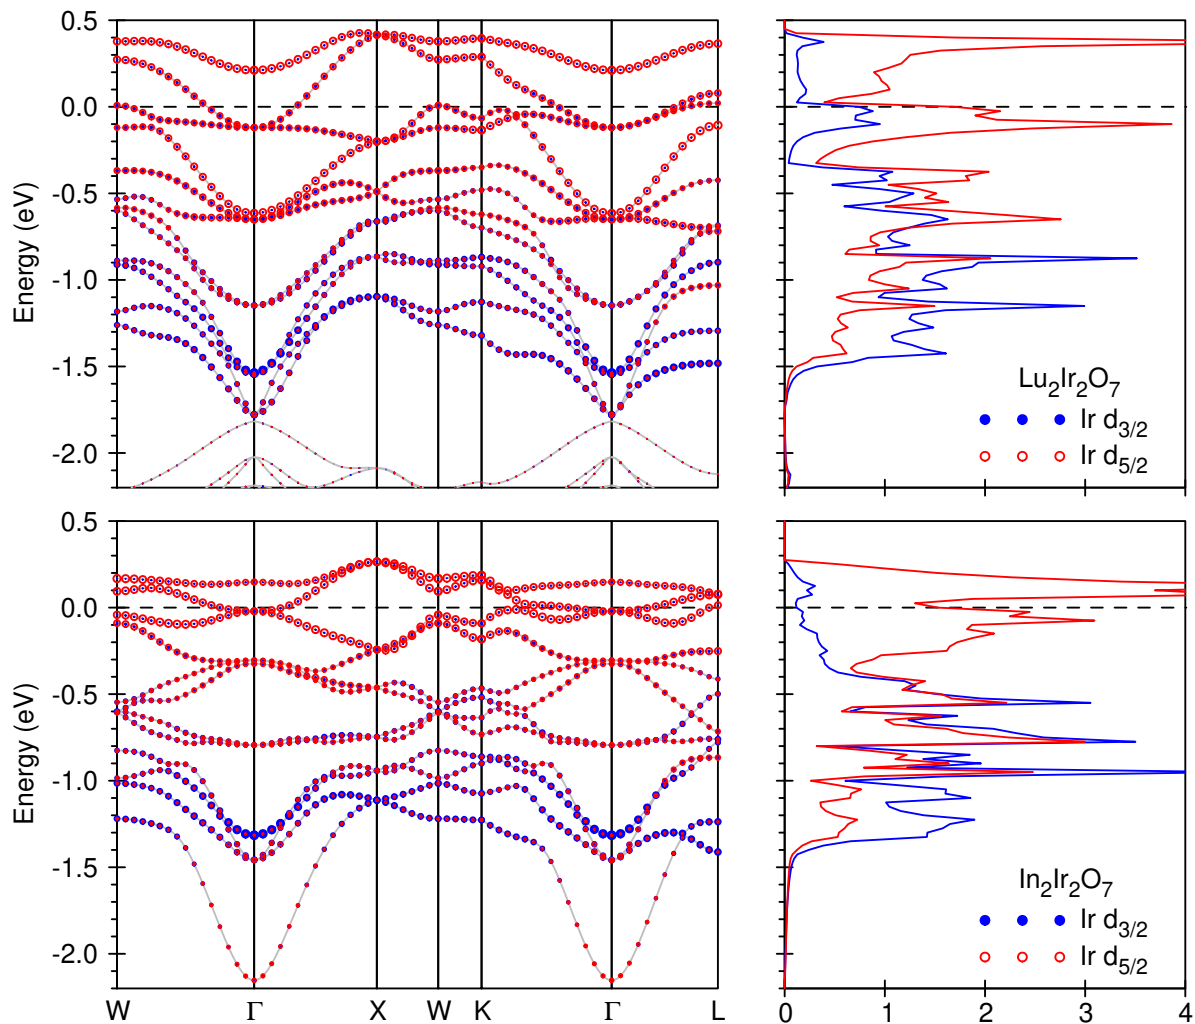 0.5
0.0
-0.5
-1.0
-1.5
-2.0
Energy (eV)
Lu2Ir2O7
Ir d3/2
Ir d5/2
0.5
0.0
-0.5
-1.0
-1.5
-2.0
Energy (eV)
In2Ir2O7
Ir d3/2
Ir d5/2
W Γ X W K Γ L
0 1 2 3 4